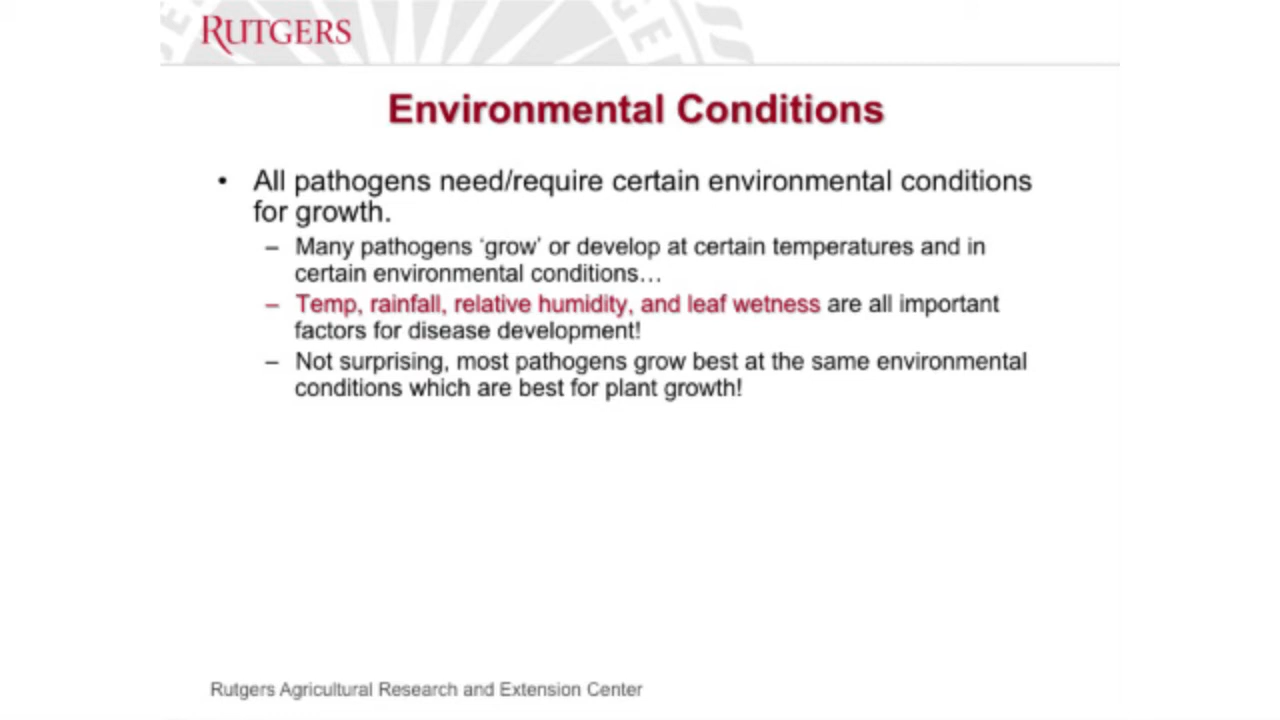 RUTGERS
Environmental Conditions
• All pathogens need/require certain environmental conditions
for growth.
– Many pathogens ‘grow’ or develop at certain temperatures and in
certain environmental conditions…
– Temp, rainfall, relative humidity, and leaf wetness are all important
factors for disease development!
– Not surprising, most pathogens grow best at the same environmental
conditions which are best for plant growth!
Rutgers Agricultural Research and Extension Center